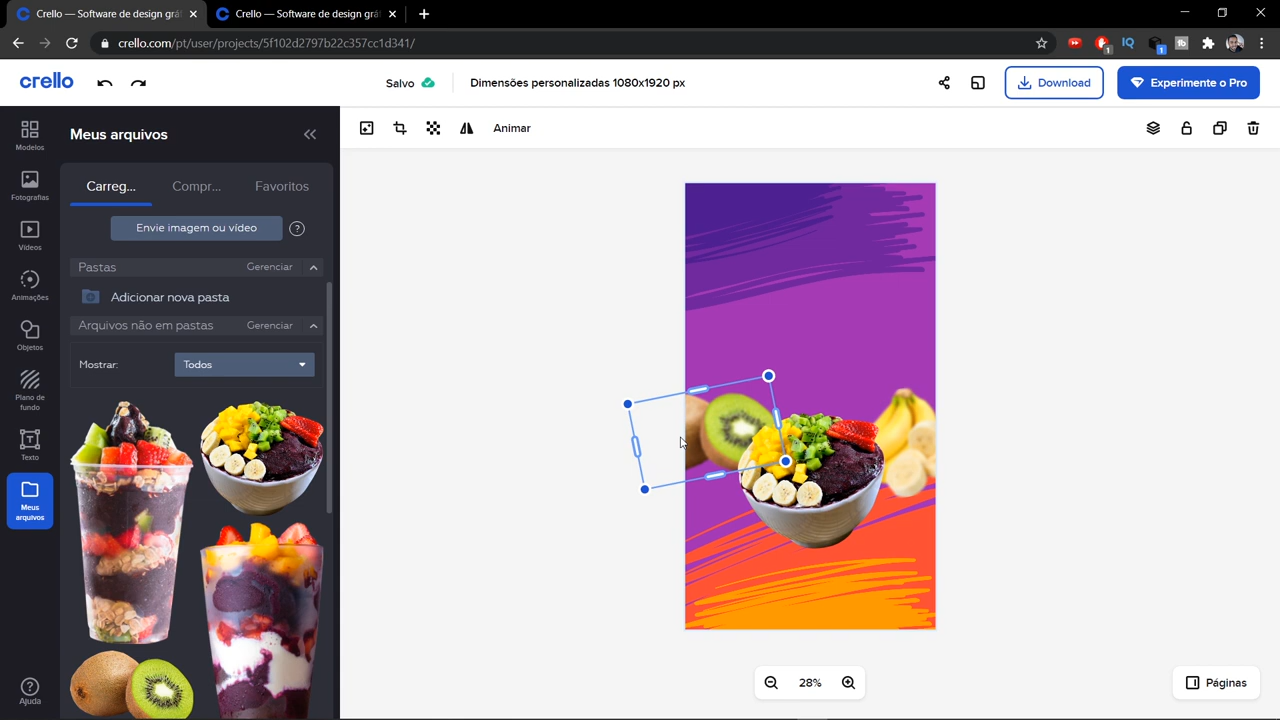 Crello — Software de design grá
Crello — Software de design grá
crello.com/pt/user/projects/5f102d2797b22c357cc1d341/
crello
Salvo
Dimensões personalizadas 1080x1920 px
Download
Experimente o Pro
Meus arquivos
Animar
Modelos
Fotografias
Vídeos
Animações
Objetos
Plano de
fundo
Texto
Meus
arquivos
Ajuda
Carreg...
Compr...
Favoritos
Envie imagem ou vídeo
?
Pastas
Gerenciar
Adicionar nova pasta
Arquivos não em pastas
Gerenciar
Mostrar:
Todos
28%
Páginas